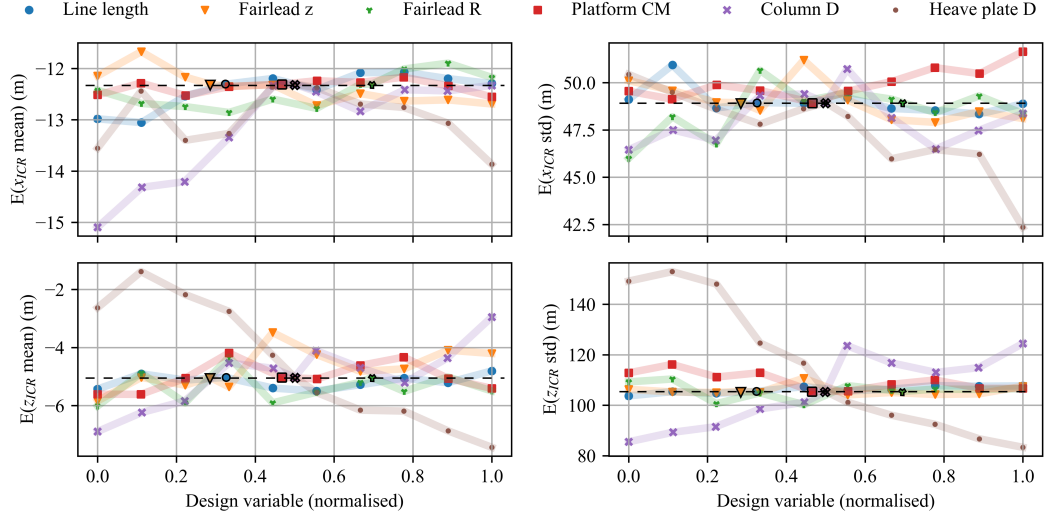 Line length Fairlead z Fairlead R Platform CM Column D Heave plate D
E(x_ICR mean) (m)
−12
−13
−14
−15
E(x_ICR std) (m)
50.0
47.5
45.0
42.5
E(z_ICR mean) (m)
−2
−4
−6
0.0 0.2 0.4 0.6 0.8 1.0
Design variable (normalised)
E(z_ICR std) (m)
140
120
100
80
0.0 0.2 0.4 0.6 0.8 1.0
Design variable (normalised)